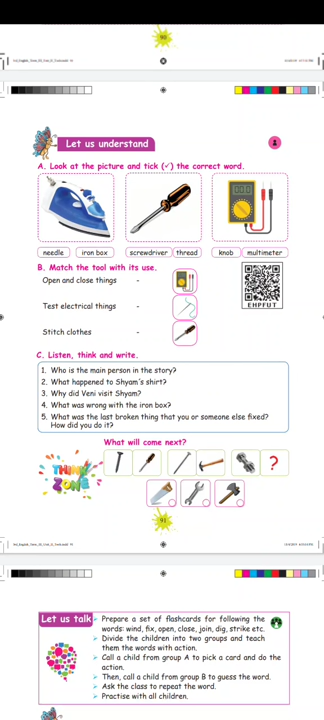 90
Let us understand
A. Look at the picture and tick (✓) the correct word.
needle iron box screwdriver thread knob multimeter
B. Match the tool with its use.
Open and close things -
Test electrical things -
Stitch clothes -
EHPFUT
C. Listen, think and write.
1. Who is the main person in the story?
2. What happened to Shyam's shirt?
3. Why did Veni visit Shyam?
4. What was wrong with the iron box?
5. What was the last broken thing that you or someone else fixed?
How did you do it?
What will come next?
THINK
ZONE
?
91
Let us talk
➢ Prepare a set of flashcards for following the
words: wind, fix, open, close, join, dig, strike etc.
➢ Divide the children into two groups and teach
them the words with action.
➢ Call a child from group A to pick a card and do the
action.
➢ Then, call a child from group B to guess the word.
➢ Ask the class to repeat the word.
➢ Practise with all children.